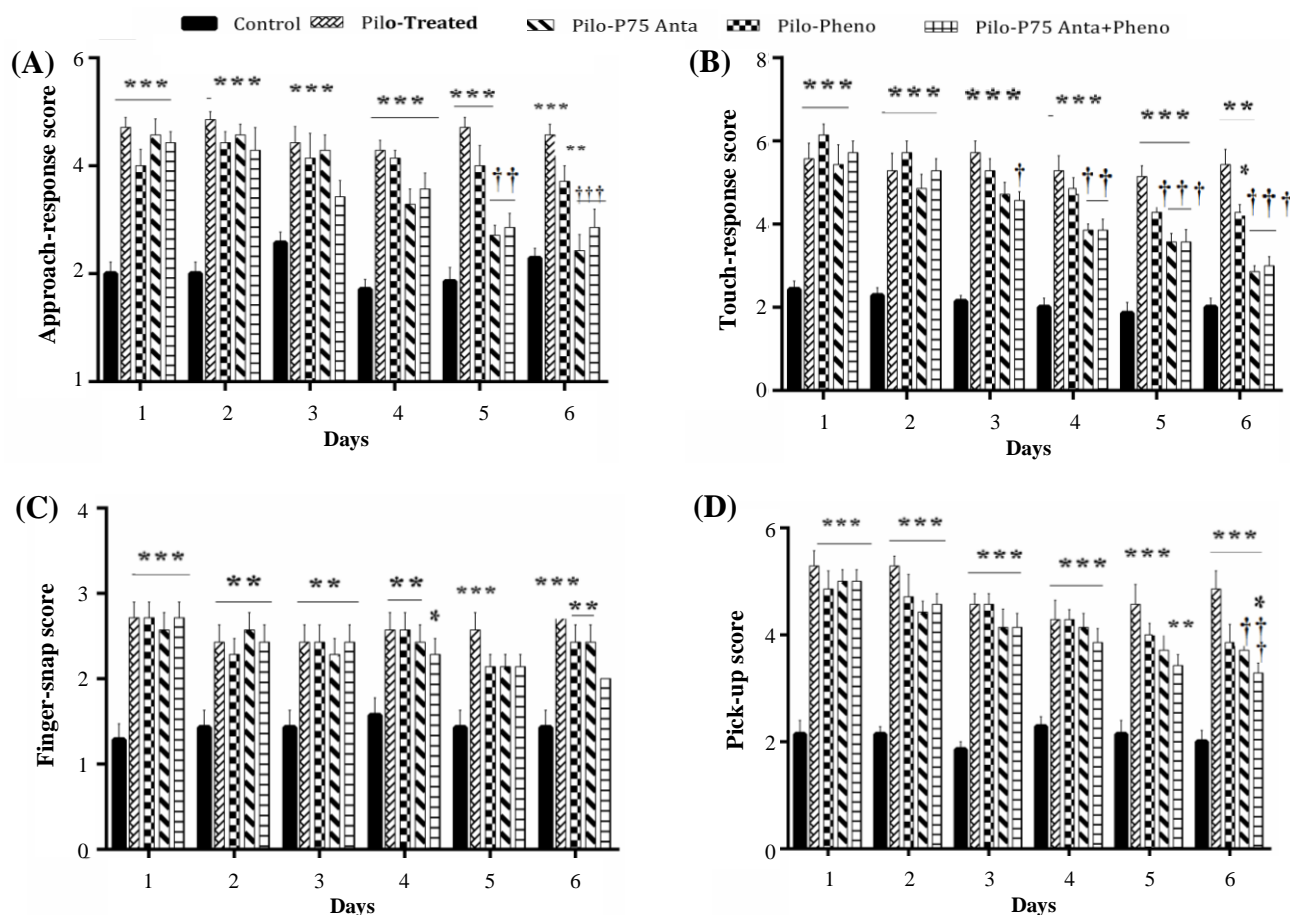 Control Pilo-Treated Pilo-P75 Anta Pilo-Pheno Pilo-P75 Anta+Pheno
(A)
Approach-response score
6
4
2
1
*** *** *** *** *** *** **
†† †††
1 2 3 4 5 6
Days
(B)
Touch-response score
8
6
4
2
0
*** *** *** *** *** ** *
† †† ††† †††
1 2 3 4 5 6
Days
(C)
Finger-snap score
4
3
2
1
0
*** ** ** ** * *** *** **
1 2 3 4 5 6
Days
(D)
Pick-up score
6
4
2
0
*** *** *** *** *** ** *** *
† † †
1 2 3 4 5 6
Days